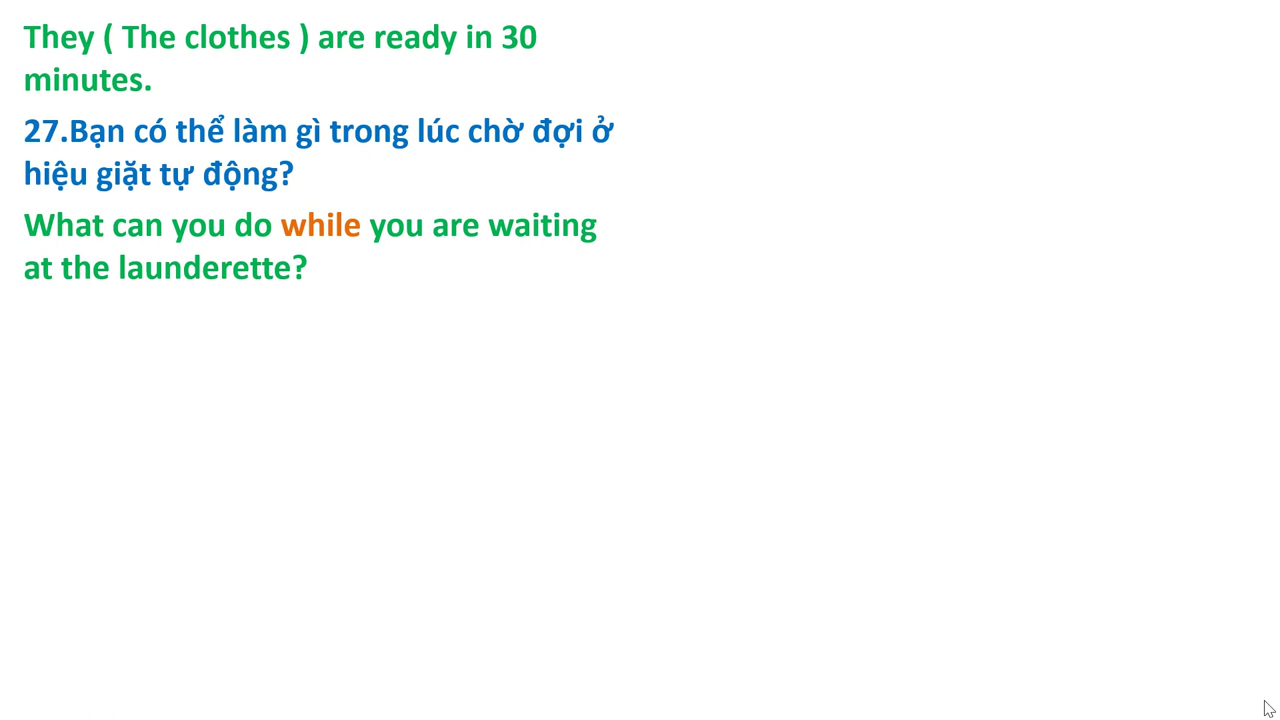 They ( The clothes ) are ready in 30
minutes.
27.Bạn có thể làm gì trong lúc chờ đợi ở
hiệu giặt tự động?
What can you do while you are waiting
at the launderette?